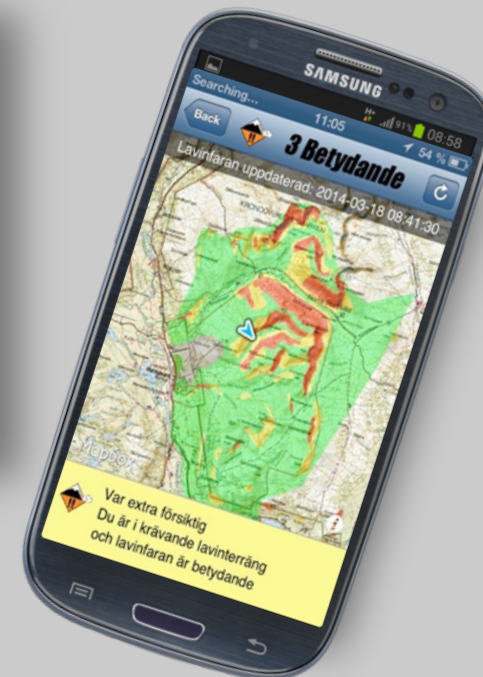 SAMSUNG
H+
91% 08:58
Searching...
11:05
54 %
Back
3 Betydande
Lavinfaran uppdaterad: 2014-03-18 08:41:30
Mapbox
Var extra försiktig
Du är i krävande lavinterräng
och lavinfaran är betydande